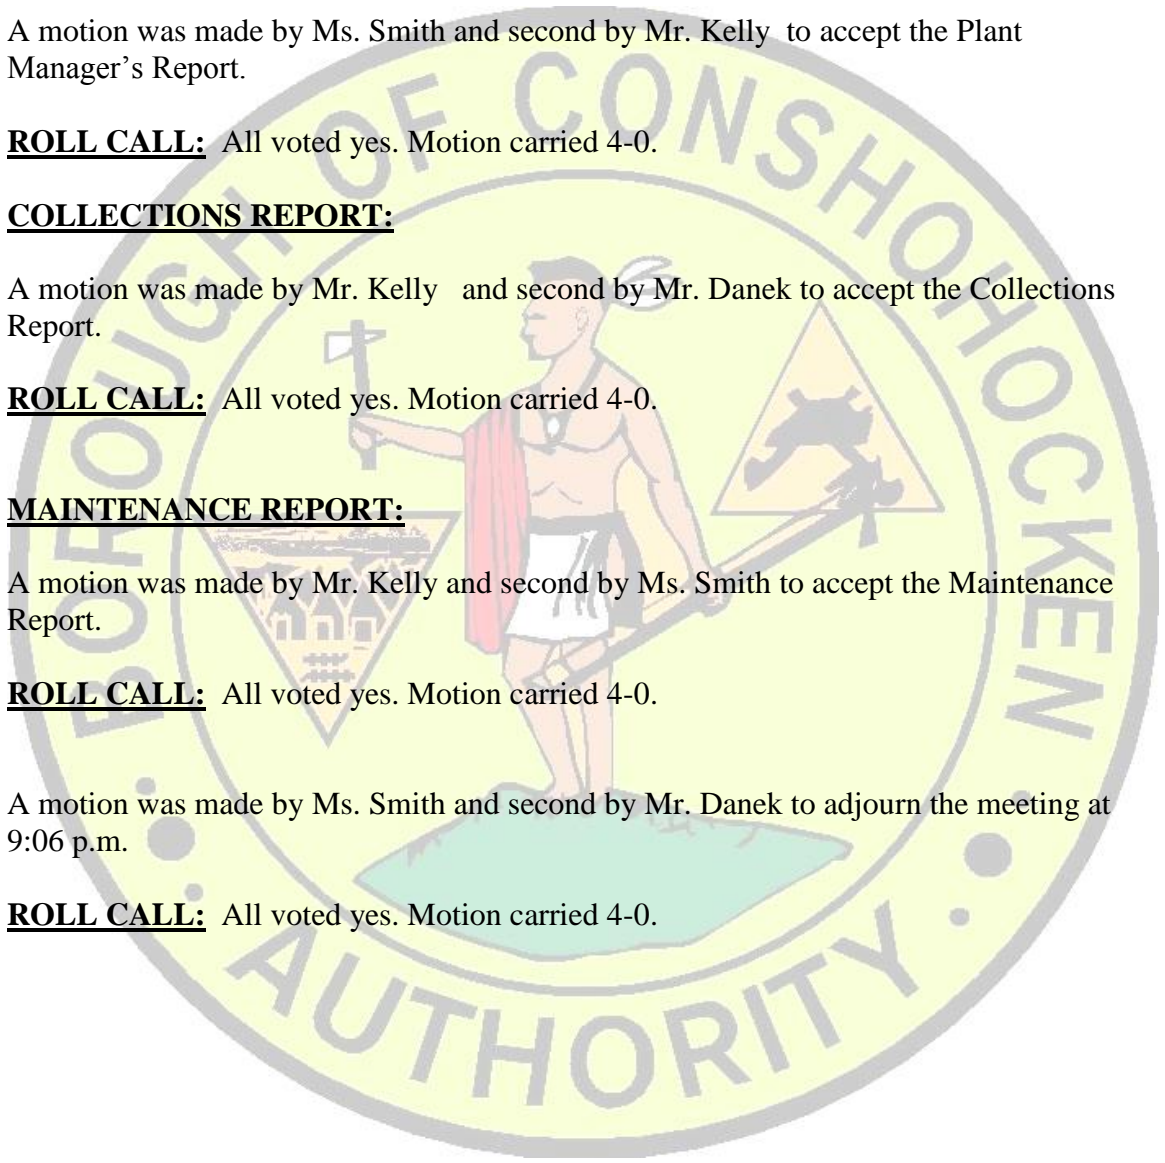 A motion was made by Ms. Smith and second by Mr. Kelly  to accept the Plant
Manager’s Report.
ROLL CALL:  All voted yes. Motion carried 4-0.
COLLECTIONS REPORT:
A motion was made by Mr. Kelly   and second by Mr. Danek to accept the Collections
Report.
ROLL CALL:  All voted yes. Motion carried 4-0.
MAINTENANCE REPORT:
A motion was made by Mr. Kelly and second by Ms. Smith to accept the Maintenance
Report.
ROLL CALL:  All voted yes. Motion carried 4-0.
A motion was made by Ms. Smith and second by Mr. Danek to adjourn the meeting at
9:06 p.m.
ROLL CALL:  All voted yes. Motion carried 4-0.
BOROUGH OF CONSHOHOCKEN
AUTHORITY